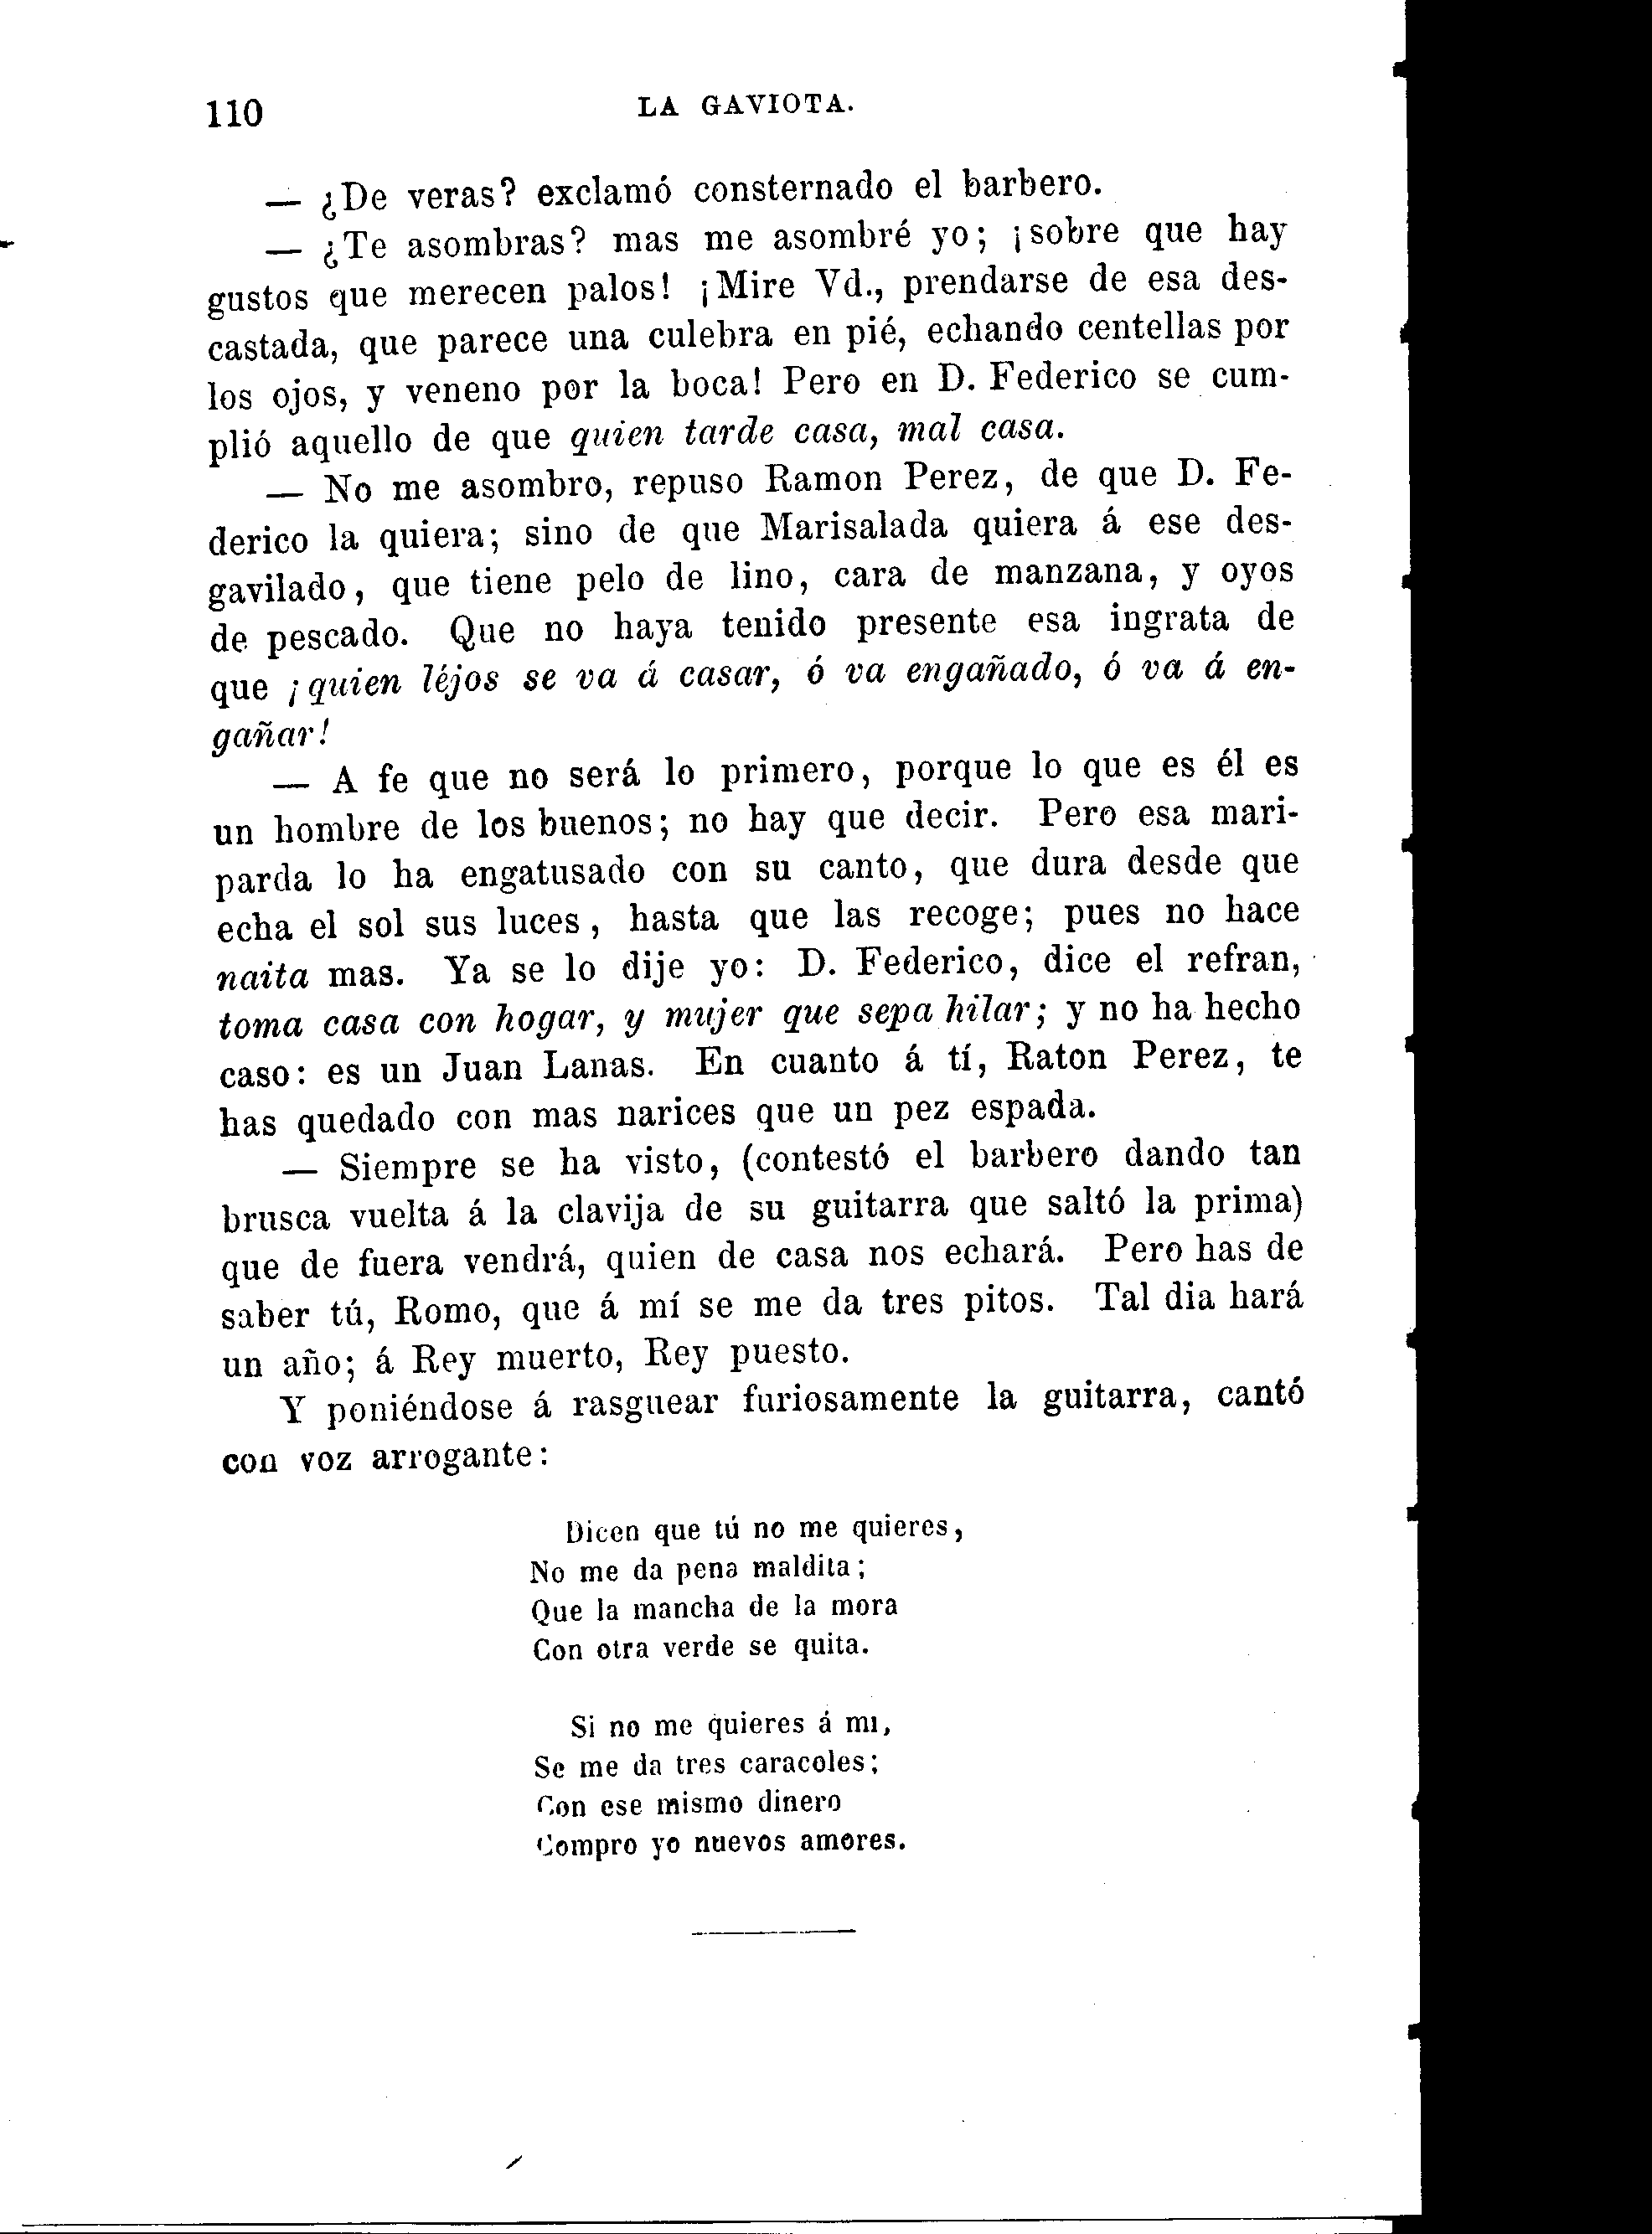 110
LA GAVIOTA.
— ¿De veras? exclamó consternado el barbero.
— ¿Te asombras? mas me asombré yo; ¡sobre que hay
gustos que merecen palos! ¡Mire Vd., prendarse de esa des-
castada, que parece una culebra en pié, echando centellas por
los ojos, y veneno por la boca! Pero en D. Federico se cum-
plió aquello de que quien tarde casa, mal casa.
— No me asombro, repuso Ramon Perez, de que D. Fe-
derico la quiera; sino de que Marisalada quiera á ese des-
gavilado, que tiene pelo de lino, cara de manzana, y oyos
de pescado. Que no haya tenido presente esa ingrata de
que ¡quien léjos se va á casar, ó va engañado, ó va á en-
gañar!
— A fe que no será lo primero, porque lo que es él es
un hombre de los buenos; no hay que decir. Pero esa mari-
parda lo ha engatusado con su canto, que dura desde que
echa el sol sus luces, hasta que las recoge; pues no hace
naita mas. Ya se lo dije yo: D. Federico, dice el refran,
toma casa con hogar, y mujer que sepa hilar; y no ha hecho
caso: es un Juan Lanas. En cuanto á tí, Raton Perez, te
has quedado con mas narices que un pez espada.
— Siempre se ha visto, (contestó el barbero dando tan
brusca vuelta á la clavija de su guitarra que saltó la prima)
que de fuera vendrá, quien de casa nos echará. Pero has de
saber tú, Romo, que á mí se me da tres pitos. Tal dia hará
un año; á Rey muerto, Rey puesto.
Y poniéndose á rasguear furiosamente la guitarra, cantó
con voz arrogante:
Dicen que tú no me quieres,
No me da pena maldita;
Que la mancha de la mora
Con otra verde se quita.
Si no me quieres á mi,
Se me da tres caracoles;
Con ese mismo dinero
Compro yo nuevos amores.